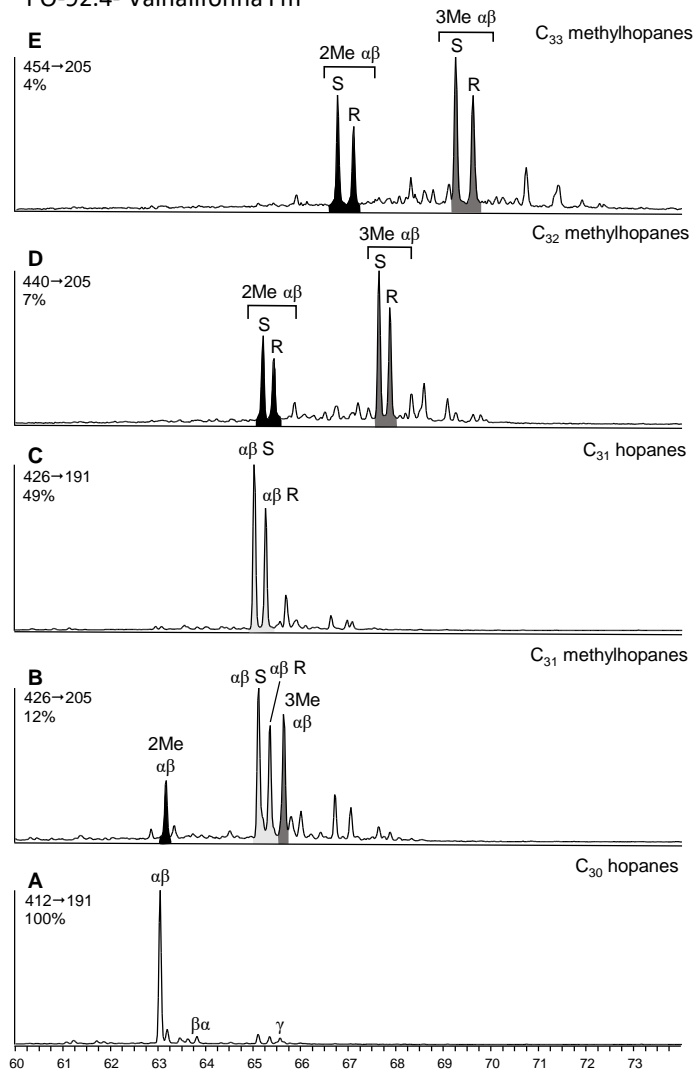 Valhallfonna Fm
E
C33 methylhopanes
454→205
4%
2Me αβ
S
R
3Me αβ
S
R
D
C32 methylhopanes
440→205
7%
2Me αβ
S
R
3Me αβ
S
R
C
C31 hopanes
426→191
49%
αβ S
αβ R
B
C31 methylhopanes
426→205
12%
2Me
αβ
αβ S
αβ R
3Me
αβ
A
C30 hopanes
412→191
100%
αβ
βα
γ
60 61 62 63 64 65 66 67 68 69 70 71 72 73